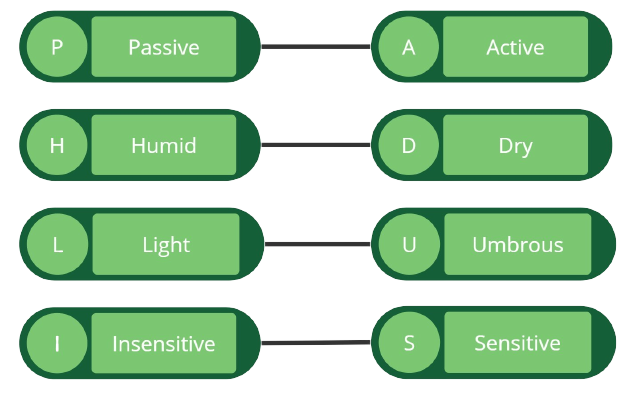 P Passive A Active
H Humid D Dry
L Light U Umbrous
I Insensitive S Sensitive